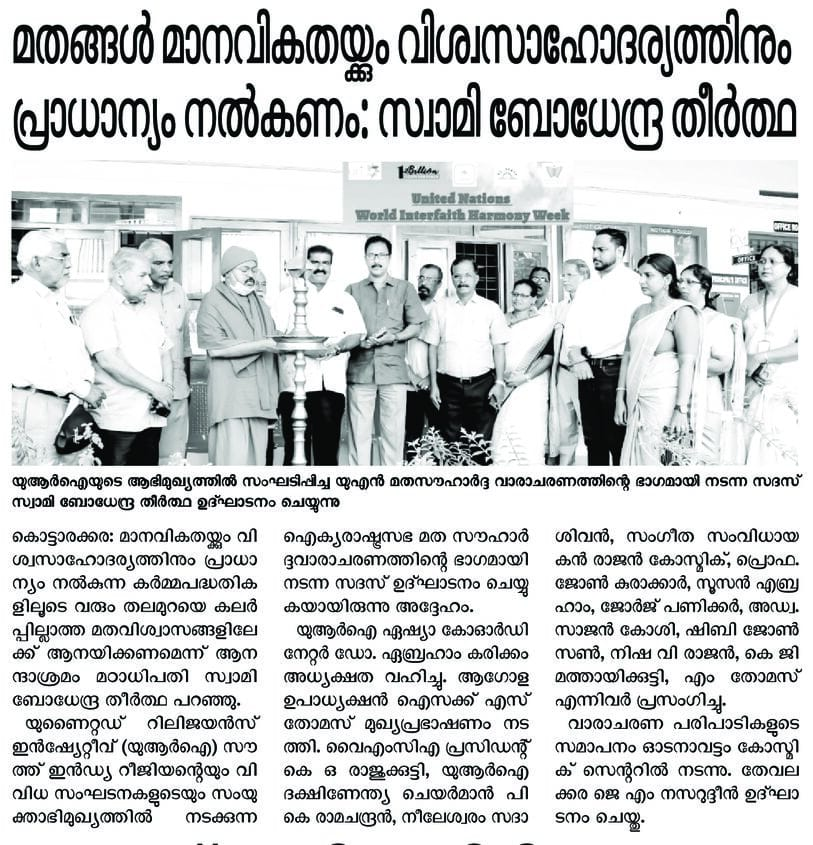 മതങ്ങൾ മാനവികതയ്ക്കും വിശ്വസാഹോദര്യത്തിനും
പ്രാധാന്യം നൽകണം: സ്വാമി ബോധേന്ദ്ര തീർത്ഥ
1 Billion
United Nations
World Interfaith Harmony Week
OFFICE
OFFICE RO
യുആർഐയുടെ ആഭിമുഖ്യത്തിൽ സംഘടിപ്പിച്ച യുഎൻ മതസൗഹാർദ്ദ വാരാചരണത്തിന്റെ ഭാഗമായി നടന്ന സദസ്
സ്വാമി ബോധേന്ദ്ര തീർത്ഥ ഉദ്ഘാടനം ചെയ്യുന്നു
കൊട്ടാരക്കര: മാനവികതയ്ക്കും വി
ശ്വസാഹോദര്യത്തിനും പ്രാധാ
ന്യം നൽകുന്ന കർമ്മപദ്ധതിക
ളിലൂടെ വരും തലമുറയെ കലർ
പ്പില്ലാത്ത മതവിശ്വാസങ്ങളിലേ
ക്ക് ആനയിക്കണമെന്ന് ആന
ന്ദാശ്രമം മഠാധിപതി സ്വാമി
ബോധേന്ദ്ര തീർത്ഥ പറഞ്ഞു.
യുണൈറ്റഡ് റിലിജയൻസ്
ഇൻഷ്യേറ്റീവ് (യുആർഐ) സൗ
ത്ത് ഇൻഡ്യ റീജിയന്റെയും വി
വിധ സംഘടനകളുടെയും സംയു
ക്താഭിമുഖ്യത്തിൽ നടക്കുന്ന
ഐക്യരാഷ്ട്രസഭ മത സൗഹാർ
ദ്ദവാരാചരണത്തിന്റെ ഭാഗമായി
നടന്ന സദസ് ഉദ്ഘാടനം ചെയ്യു
കയായിരുന്നു അദ്ദേഹം.
യുആർഐ ഏഷ്യാ കോഓർഡി
നേറ്റർ ഡോ. ഏബ്രഹാം കരിക്കം
അധ്യക്ഷത വഹിച്ചു. ആഗോള
ഉപാധ്യക്ഷൻ ഐസക്ക് എസ്
തോമസ് മുഖ്യപ്രഭാഷണം നട
ത്തി. വൈഎംസിഎ പ്രസിഡന്റ്
കെ ഒ രാജുക്കുട്ടി, യുആർഐ
ദക്ഷിണേന്ത്യ ചെയർമാൻ പി
കെ രാമചന്ദ്രൻ, നീലേശ്വരം സദാ
ശിവൻ, സംഗീത സംവിധായ
കൻ രാജൻ കോസ്മിക്, പ്രൊഫ.
ജോൺ കുരാക്കാർ, സൂസൻ എബ്ര
ഹാം, ജോർജ് പണിക്കർ, അഡ്വ.
സാജൻ കോശി, ഷിബി ജോൺ
സൺ, നിഷ വി രാജൻ, കെ ജി
മത്തായിക്കുട്ടി, എം തോമസ്
എന്നിവർ പ്രസംഗിച്ചു.
വാരാചരണ പരിപാടികളുടെ
സമാപനം ഓടനാവട്ടം കോസ്മി
ക് സെന്ററിൽ നടന്നു. തേവല
ക്കര ജെ എം നസറുദ്ദീൻ ഉദ്ഘാ
ടനം ചെയ്തു.